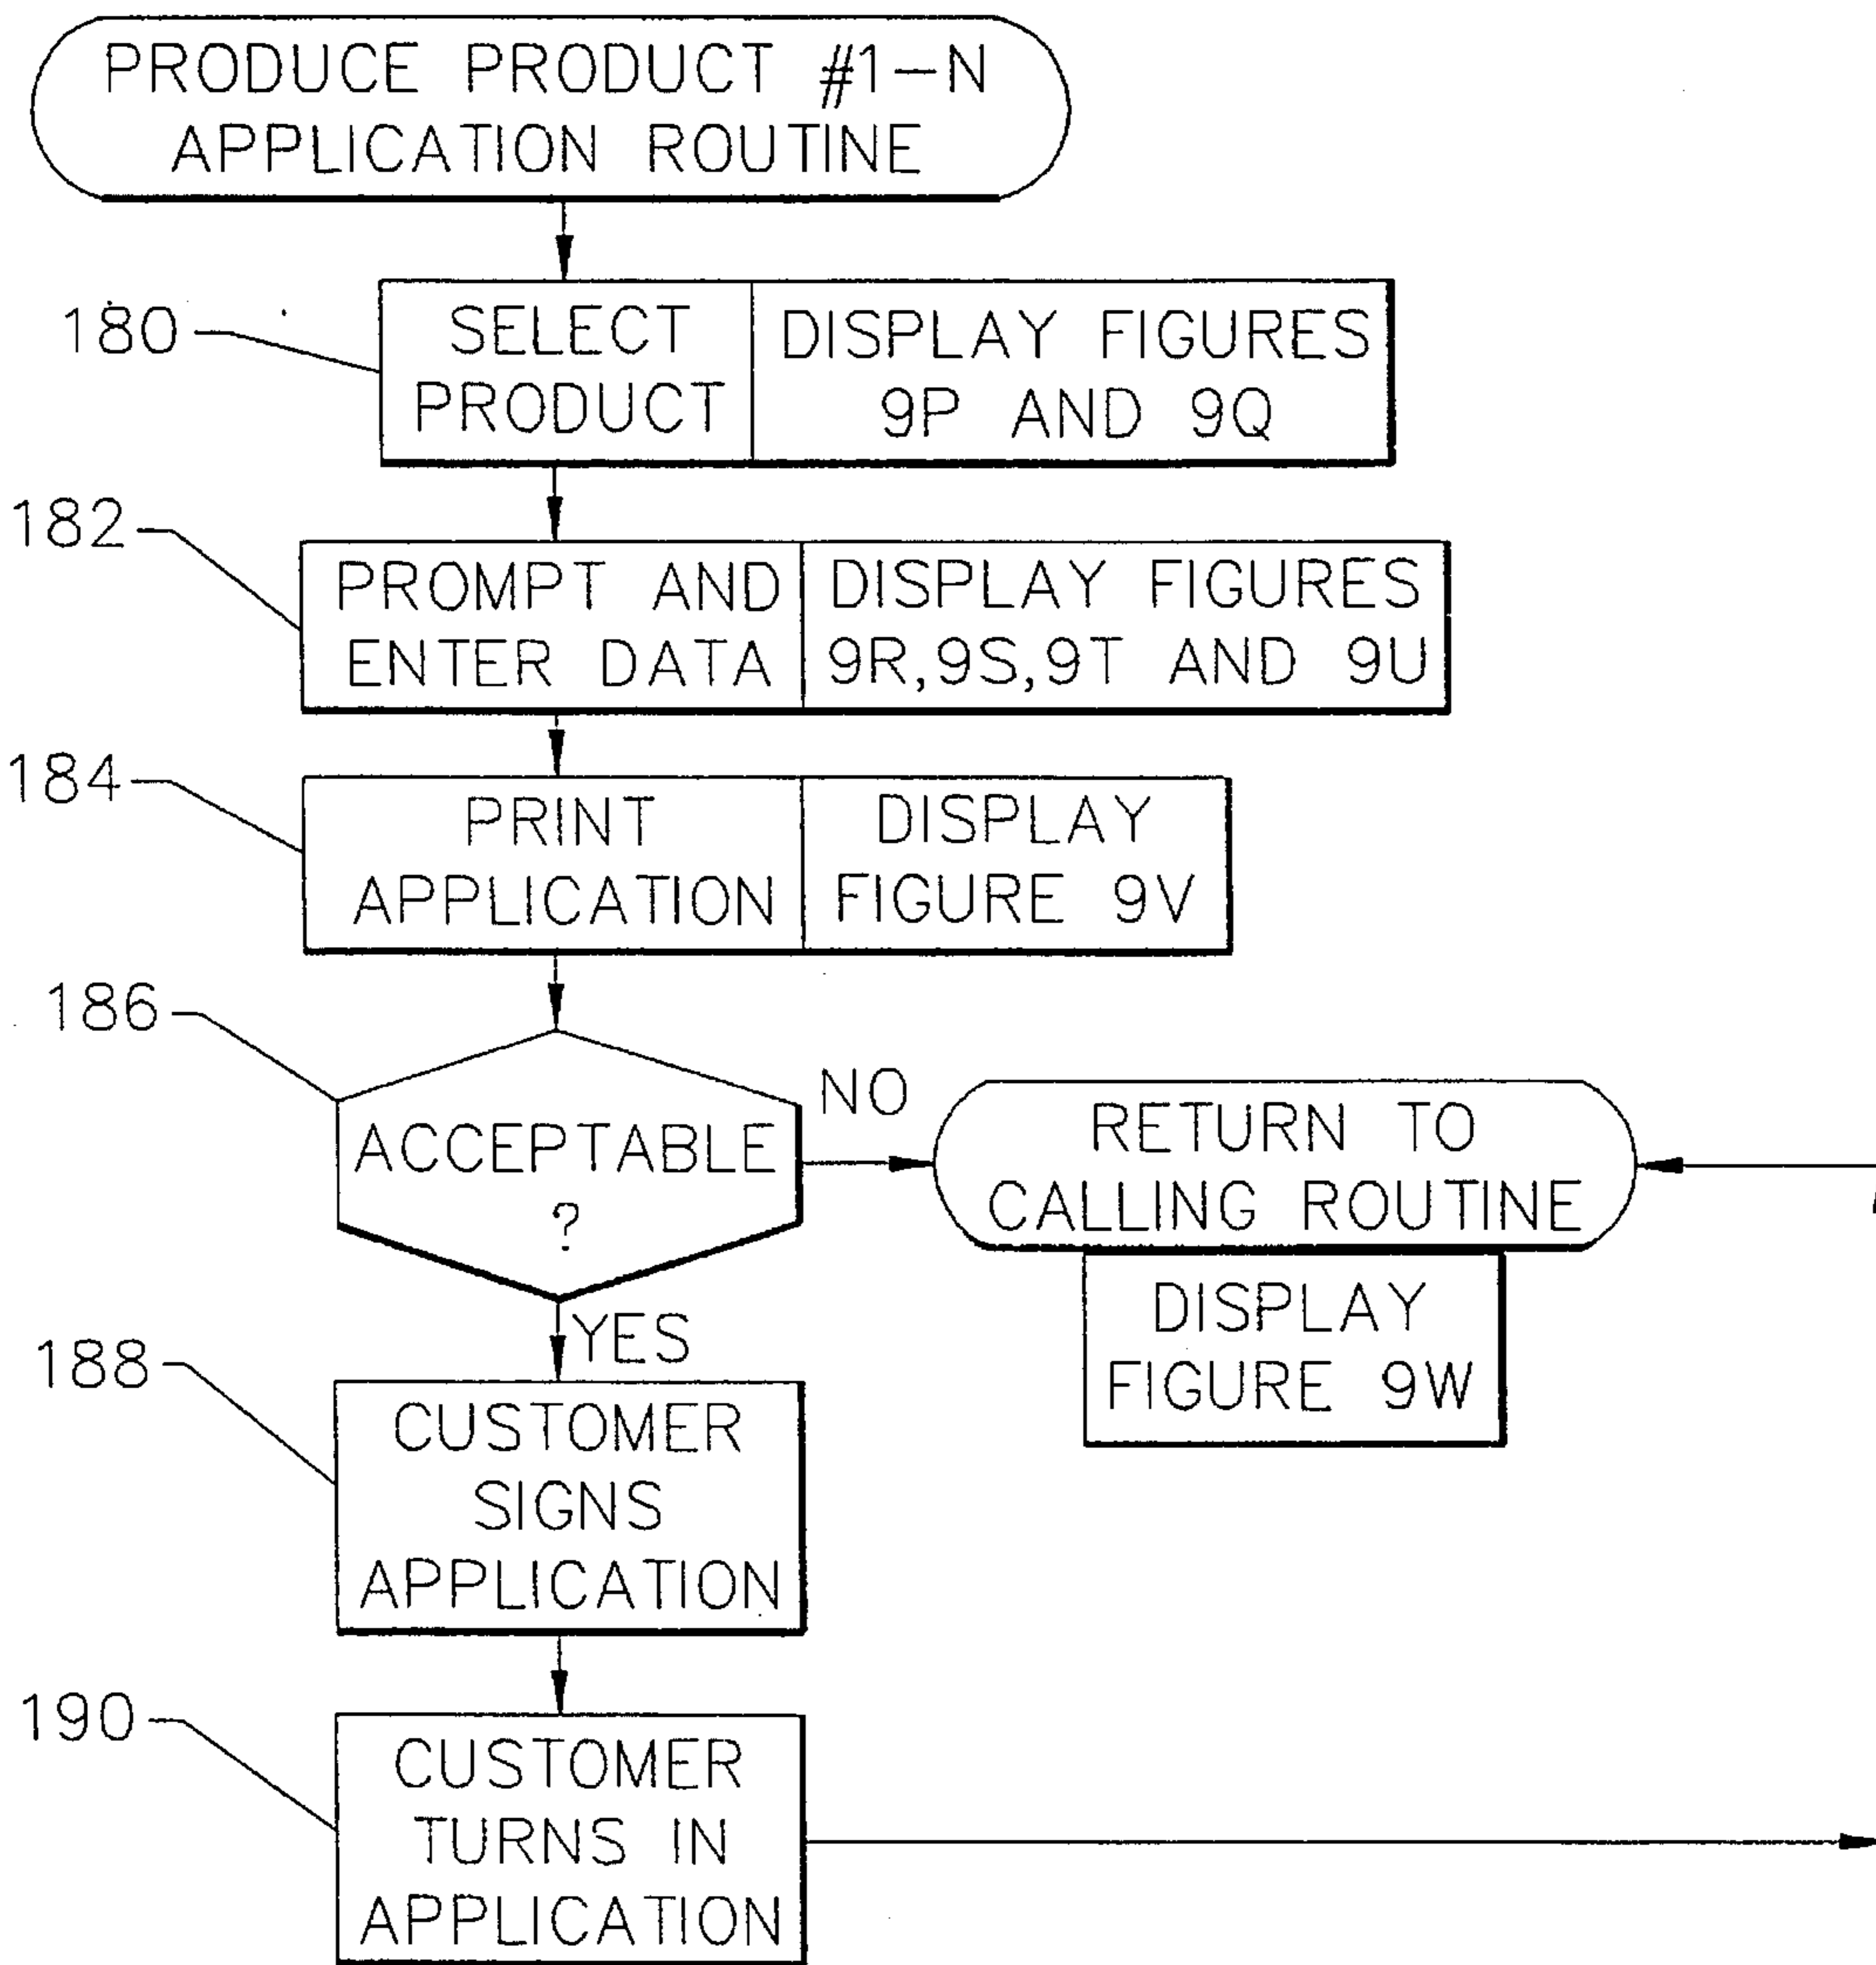 PRODUCE PRODUCT #1-N
APPLICATION ROUTINE
180
SELECT
PRODUCT
DISPLAY FIGURES
9P AND 9Q
182
PROMPT AND
ENTER DATA
DISPLAY FIGURES
9R,9S,9T AND 9U
184
PRINT
APPLICATION
DISPLAY
FIGURE 9V
186
ACCEPTABLE
?
NO
RETURN TO
CALLING ROUTINE
DISPLAY
FIGURE 9W
YES
188
CUSTOMER
SIGNS
APPLICATION
190
CUSTOMER
TURNS IN
APPLICATION